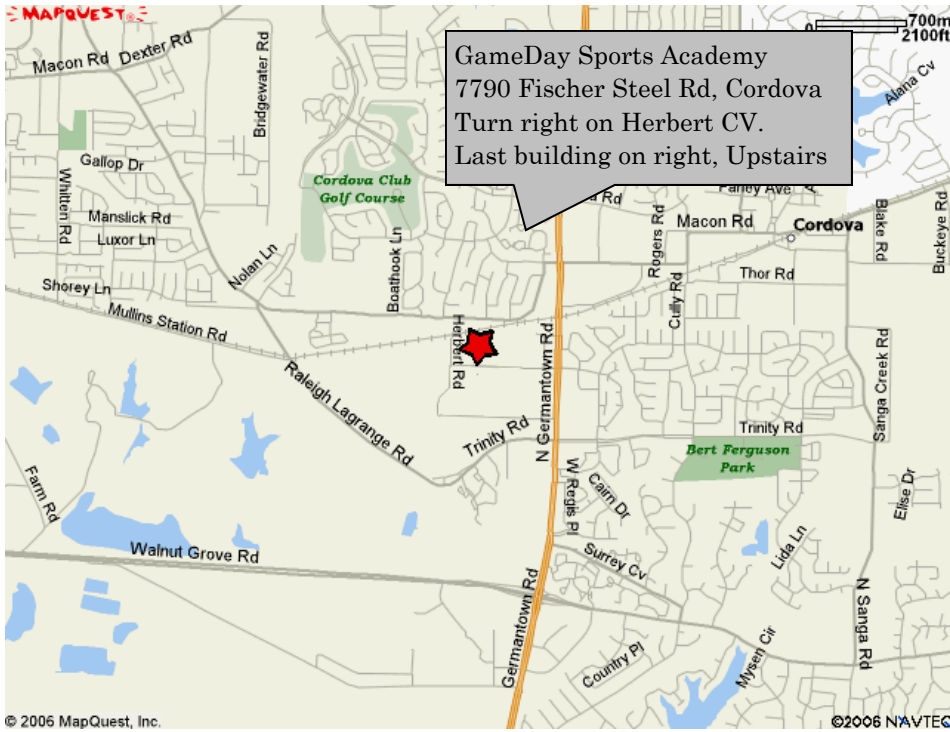 MAPQUEST
0 700m
2100ft
Macon Rd
Dexter Rd
Bridgewater Rd
GameDay Sports Academy
7790 Fischer Steel Rd, Cordova
Turn right on Herbert CV.
Last building on right, Upstairs
Alana Cv
Gallop Dr
Whitten Rd
Cordova Club
Golf Course
Manslick Rd
Luxor Ln
Nolan Ln
Boathook Ln
Rogers Rd
Macon Rd
Cordova
Blake Rd
Buckeye Rd
Thor Rd
Shorey Ln
Mullins Station Rd
Cully Rd
Herbert Rd
N Germantown Rd
Sanga Creek Rd
Raleigh Lagrange Rd
Trinity Rd
Trinity Rd
Bert Ferguson
Park
W Regis Pl
Cairn Dr
Elise Dr
Farm Rd
Lida Ln
Walnut Grove Rd
Surrey Cv
Germantown Rd
N Sanga Rd
Mysen Cir
Country Pl
© 2006 MapQuest, Inc.
©2006 NAVTEQ